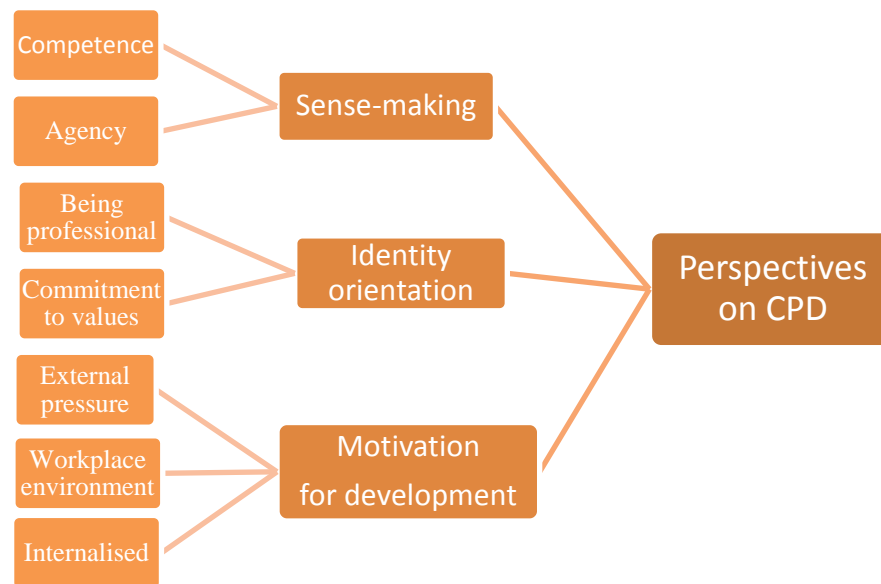 Competence
Agency
Being
professional
Commitment
to values
External
pressure
Workplace
environment
Internalised
Sense-making
Identity
orientation
Motivation
for development
Perspectives
on CPD